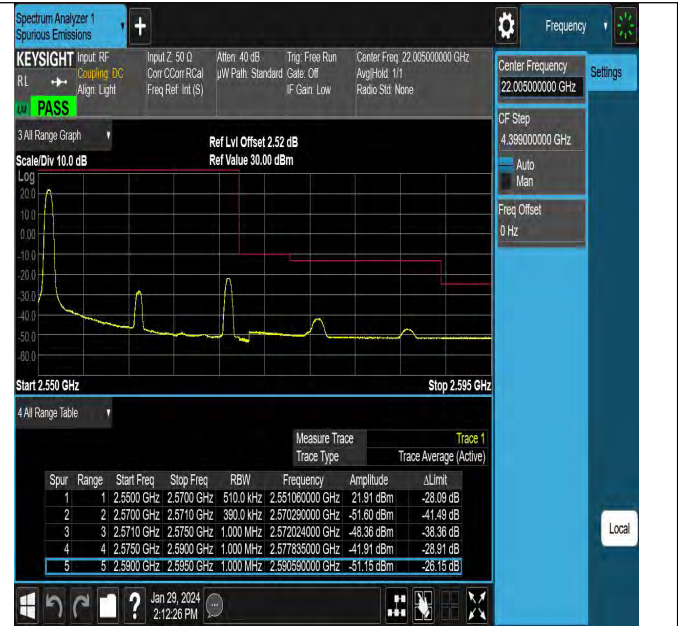 Spectrum Analyzer 1
Spurious Emissions
Frequency
KEYSIGHT Input: RF
RL
Coupling: DC
Align: Light
Input Z: 50 Ω
Corr CCorr RCal
Freq Ref: Int (S)
Atten: 40 dB
µW Path: Standard
Trig: Free Run
Gate: Off
IF Gain: Low
Center Freq: 22.005000000 GHz
Avg|Hold: 1/1
Radio Std: None
LM PASS
3 All Range Graph
Ref Lvl Offset 2.52 dB
Scale/Div 10.0 dB
Ref Value 30.00 dBm
Log
20.0
10.0
0.00
-10.0
-20.0
-30.0
-40.0
-50.0
-60.0
Start 2.550 GHz
Stop 2.595 GHz
4 All Range Table
Measure Trace Trace 1
Trace Type Trace Average (Active)
Spur Range Start Freq Stop Freq RBW Frequency Amplitude ΔLimit
1 1 2.5500 GHz 2.5700 GHz 510.0 kHz 2.551060000 GHz 21.91 dBm -28.09 dB
2 2 2.5700 GHz 2.5710 GHz 390.0 kHz 2.570290000 GHz -51.60 dBm -41.49 dB
3 3 2.5710 GHz 2.5750 GHz 1.000 MHz 2.572024000 GHz -48.36 dBm -38.36 dB
4 4 2.5750 GHz 2.5900 GHz 1.000 MHz 2.577835000 GHz -41.91 dBm -28.91 dB
5 5 2.5900 GHz 2.5950 GHz 1.000 MHz 2.590590000 GHz -51.15 dBm -26.15 dB
Jan 29, 2024
2:12:26 PM
Center Frequency
22.005000000 GHz
Settings
CF Step
4.399000000 GHz
Auto
Man
Freq Offset
0 Hz
Local